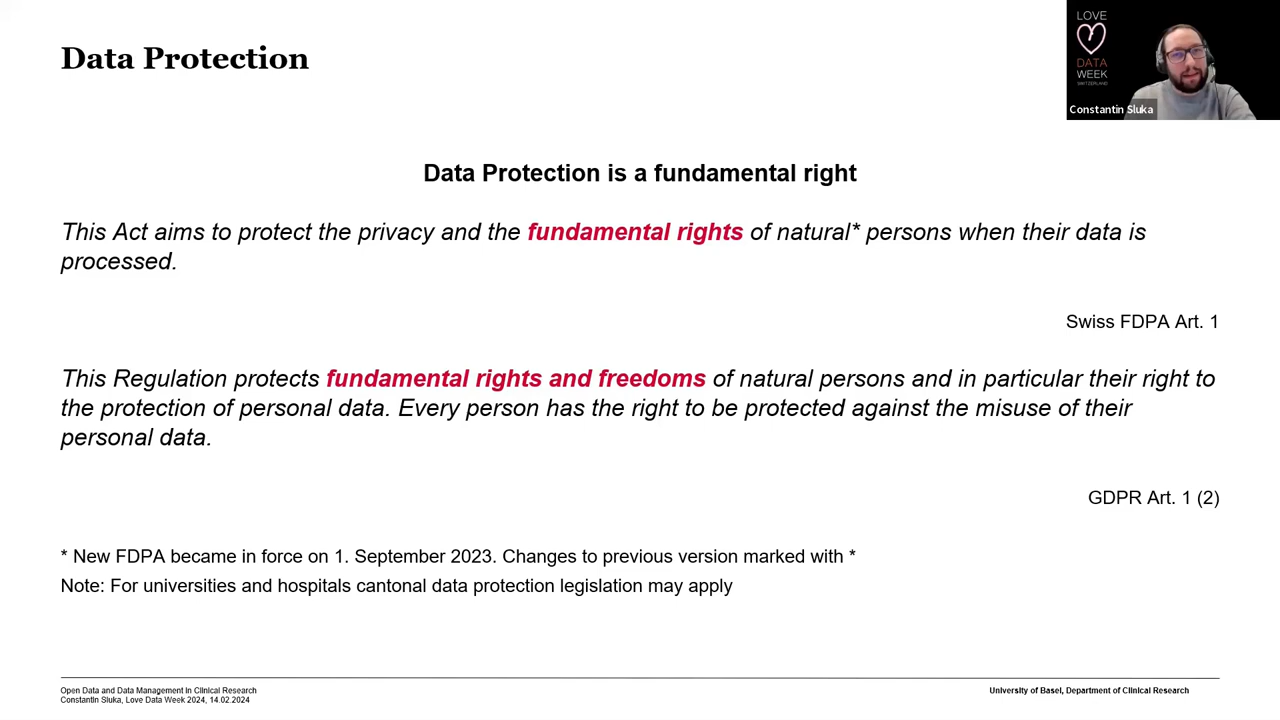 Data Protection
LOVE
DATA
WEEK
SWITZERLAND
Constantin Sluka
Data Protection is a fundamental right
This Act aims to protect the privacy and the fundamental rights of natural* persons when their data is
processed.
Swiss FDPA Art. 1
This Regulation protects fundamental rights and freedoms of natural persons and in particular their right to
the protection of personal data. Every person has the right to be protected against the misuse of their
personal data.
GDPR Art. 1 (2)
* New FDPA became in force on 1. September 2023. Changes to previous version marked with *
Note: For universities and hospitals cantonal data protection legislation may apply
Open Data and Data Management in Clinical Research
Constantin Sluka, Love Data Week 2024, 14.02.2024
University of Basel, Department of Clinical Research